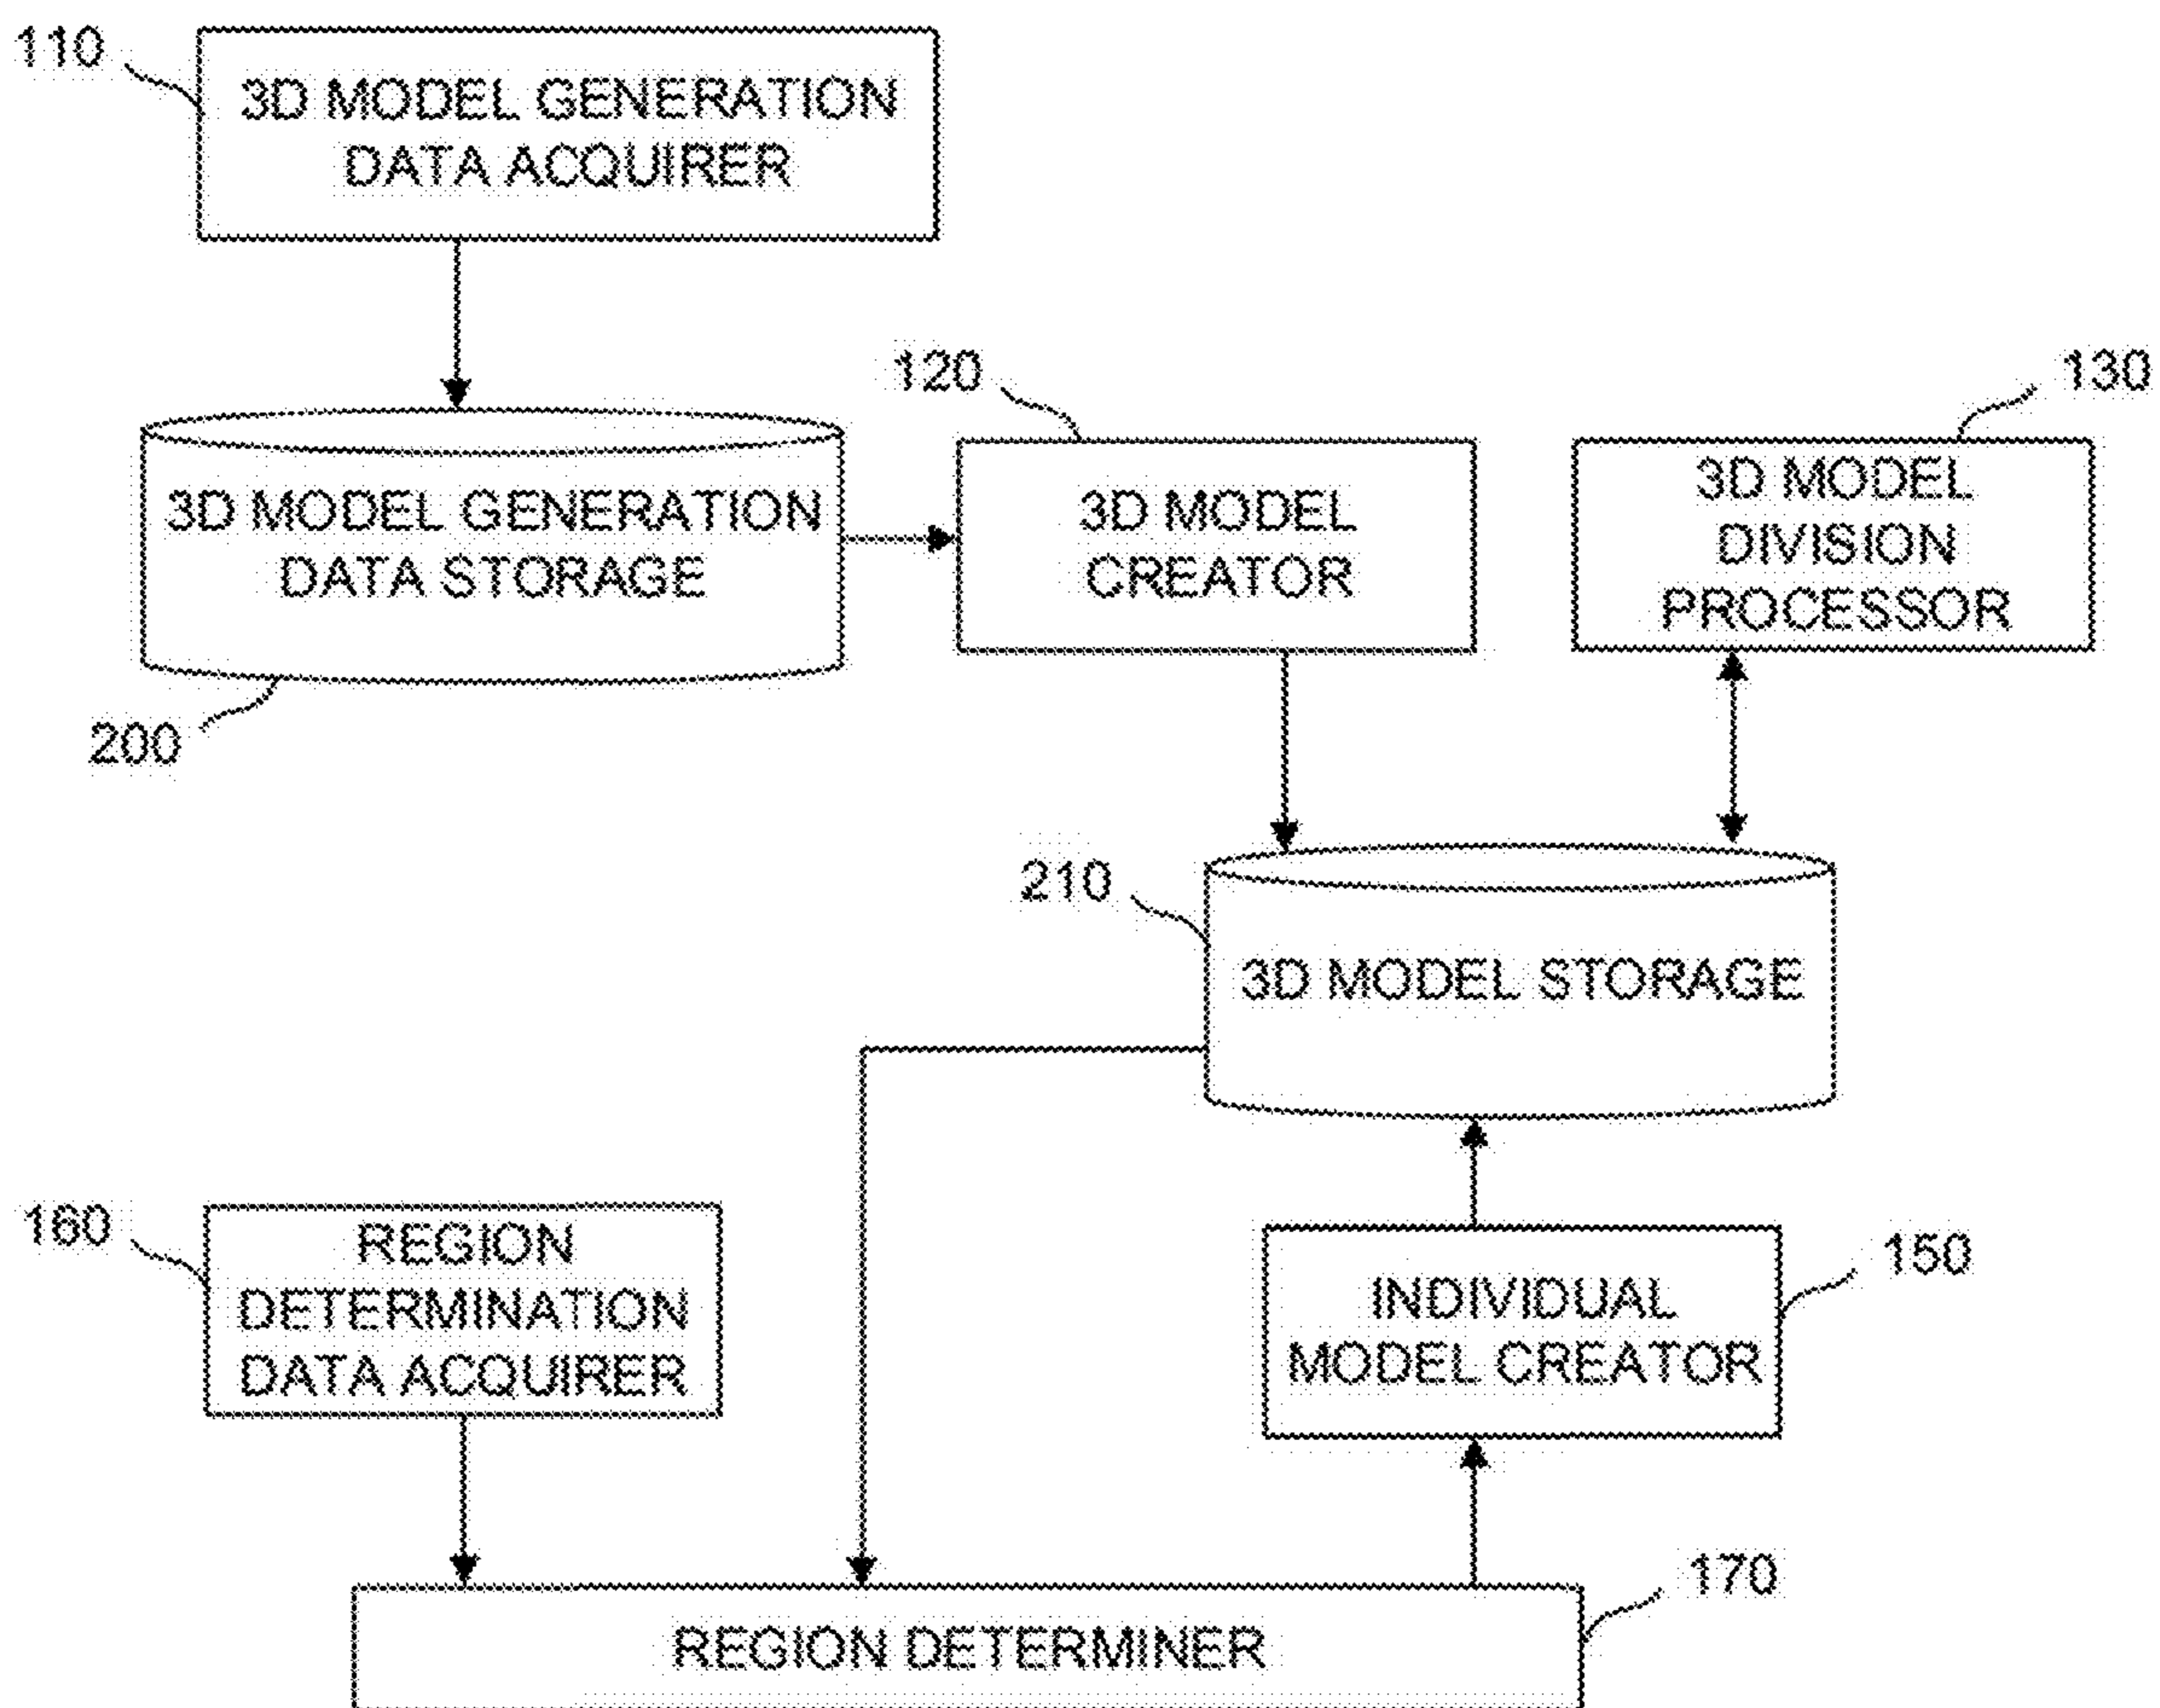 110
3D MODEL GENERATION
DATA ACQUIRER
120
130
3D MODEL GENERATION
DATA STORAGE
200
3D MODEL
CREATOR
3D MODEL
DIVISION
PROCESSOR
210
3D MODEL STORAGE
160
REGION
DETERMINATION
DATA ACQUIRER
150
INDIVIDUAL
MODEL CREATOR
170
REGION DETERMINER